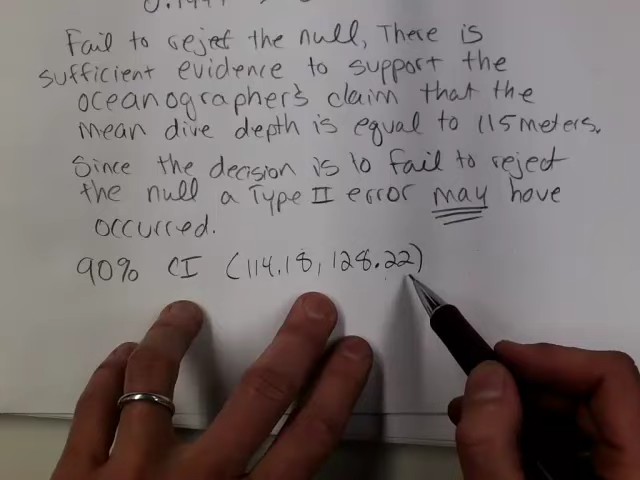 Fail to reject the null, There is
sufficient evidence to support the
oceanographer's claim that the
mean dive depth is equal to 115 meters.
Since the decision is to fail to reject
the null a Type II error may have
occurred.
90% CI (114.18, 128.22)